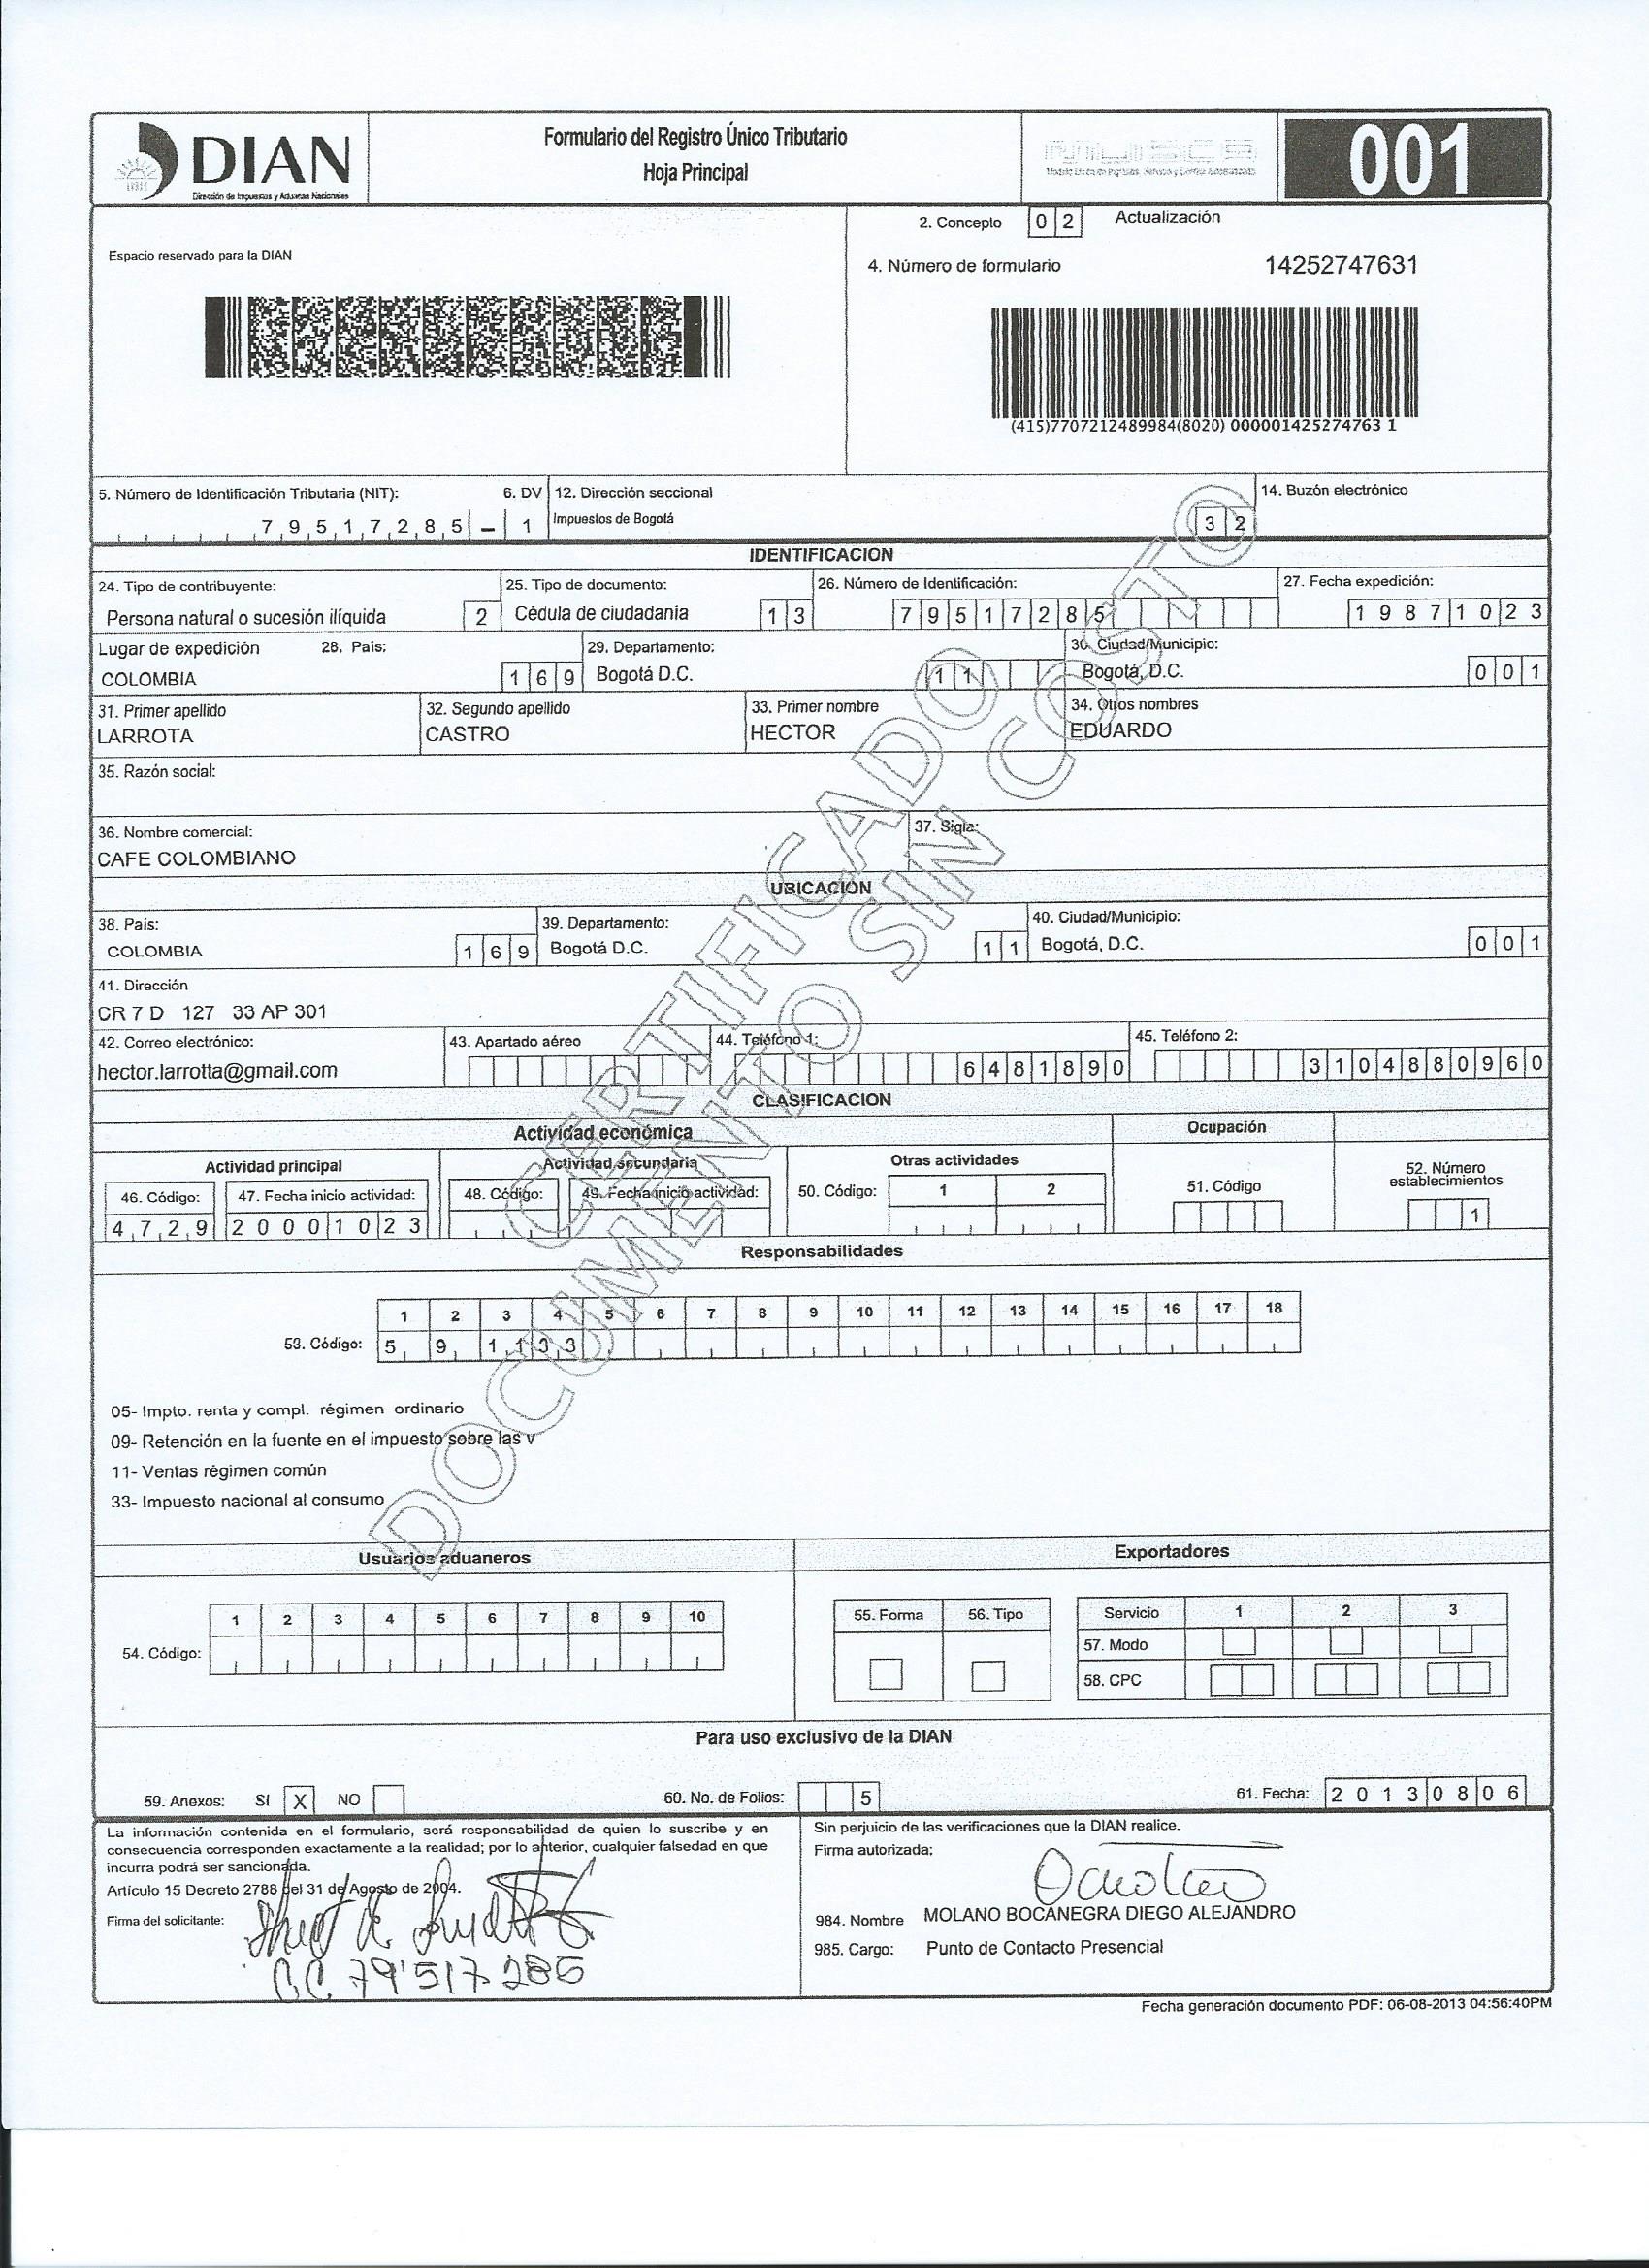 DIAN
Dirección de Impuestos y Aduanas Nacionales
Formulario del Registro Único Tributario
Hoja Principal
MUISCA
001
Espacio reservado para la DIAN
2. Concepto 0 2 Actualización
4. Número de formulario 14252747631
(415)7707212489984(8020) 000001425274763 1
5. Número de Identificación Tributaria (NIT): 6. DV 12. Dirección seccional 14. Buzón electrónico
7 9 5 1 7 2 8 5 - 1 Impuestos de Bogotá 3 2
IDENTIFICACION
24. Tipo de contribuyente: 25. Tipo de documento: 26. Número de Identificación: 27. Fecha expedición:
Persona natural o sucesión ilíquida 2 Cédula de ciudadanía 1 3 7 9 5 1 7 2 8 5 1 9 8 7 1 0 2 3
Lugar de expedición 28. País: 29. Departamento: 30. Ciudad/Municipio:
COLOMBIA 1 6 9 Bogotá D.C. 1 1 Bogotá, D.C. 0 0 1
31. Primer apellido 32. Segundo apellido 33. Primer nombre 34. Otros nombres
LARROTA CASTRO HECTOR EDUARDO
35. Razón social:
36. Nombre comercial: 37. Sigla:
CAFE COLOMBIANO
UBICACION
38. País: 39. Departamento: 40. Ciudad/Municipio:
COLOMBIA 1 6 9 Bogotá D.C. 1 1 Bogotá, D.C. 0 0 1
41. Dirección
CR 7 D 127 33 AP 301
42. Correo electrónico: 43. Apartado aéreo 44. Teléfono 1: 45. Teléfono 2:
hector.larrotta@gmail.com 6 4 8 1 8 9 0 3 1 0 4 8 8 0 9 6 0
CLASIFICACION
Actividad económica Ocupación
Actividad principal Actividad secundaria Otras actividades 52. Número establecimientos
46. Código: 47. Fecha inicio actividad: 48. Código: 49. Fecha inicio actividad: 50. Código: 1 2 51. Código
4 7 2 9 2 0 0 0 1 0 2 3 1
Responsabilidades
1 2 3 4 5 6 7 8 9 10 11 12 13 14 15 16 17 18
53. Código: 5 9 1 1 3 3
05- Impto. renta y compl. régimen ordinario
09- Retención en la fuente en el impuesto sobre las v
11- Ventas régimen común
33- Impuesto nacional al consumo
CERTIFICADO
DOCUMENTO SIN COSTO
Usuarios aduaneros Exportadores
1 2 3 4 5 6 7 8 9 10
54. Código:
55. Forma 56. Tipo Servicio 1 2 3
57. Modo
58. CPC
Para uso exclusivo de la DIAN
59. Anexos: SI X NO 60. No. de Folios: 5 61. Fecha: 2 0 1 3 0 8 0 6
La información contenida en el formulario, será responsabilidad de quien lo suscribe y en
consecuencia corresponden exactamente a la realidad; por lo anterior, cualquier falsedad en que
incurra podrá ser sancionada.
Artículo 15 Decreto 2788 del 31 de Agosto de 2004.
Firma del solicitante:
C.C. 79'517.285
Sin perjuicio de las verificaciones que la DIAN realice.
Firma autorizada:
984. Nombre MOLANO BOCANEGRA DIEGO ALEJANDRO
985. Cargo: Punto de Contacto Presencial
Fecha generación documento PDF: 06-08-2013 04:56:40PM